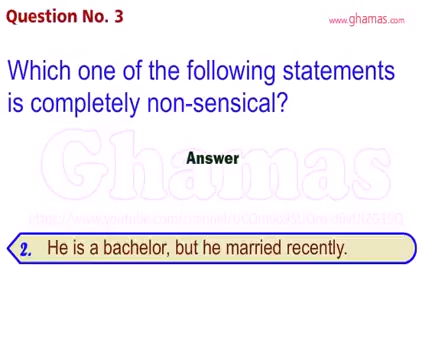 Question No. 3
www.ghamas.com
Which one of the following statements
is completely non-sensical?
Ghamas
Answer
2. He is a bachelor, but he married recently.